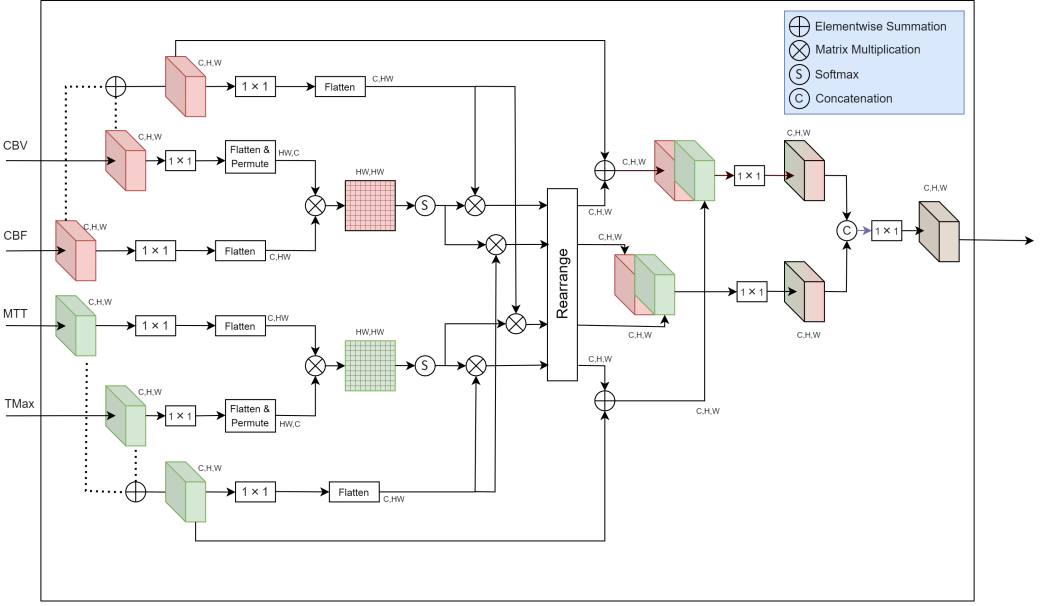 Elementwise Summation
Matrix Multiplication
S Softmax
C Concatenation
C,H,W
1 × 1
Flatten
C,HW
CBV
C,H,W
1 × 1
Flatten &
Permute
HW,C
HW,HW
S
CBF
C,H,W
1 × 1
Flatten
C,HW
MTT
C,H,W
1 × 1
Flatten
C,HW
HW,HW
S
TMax
C,H,W
1 × 1
Flatten &
Permute
HW,C
C,H,W
1 × 1
Flatten
C,HW
Rearrange
C,H,W
C,H,W
C,H,W
C,H,W
C,H,W
C,H,W
1 × 1
C,H,W
1 × 1
C,H,W
C
1 × 1
C,H,W